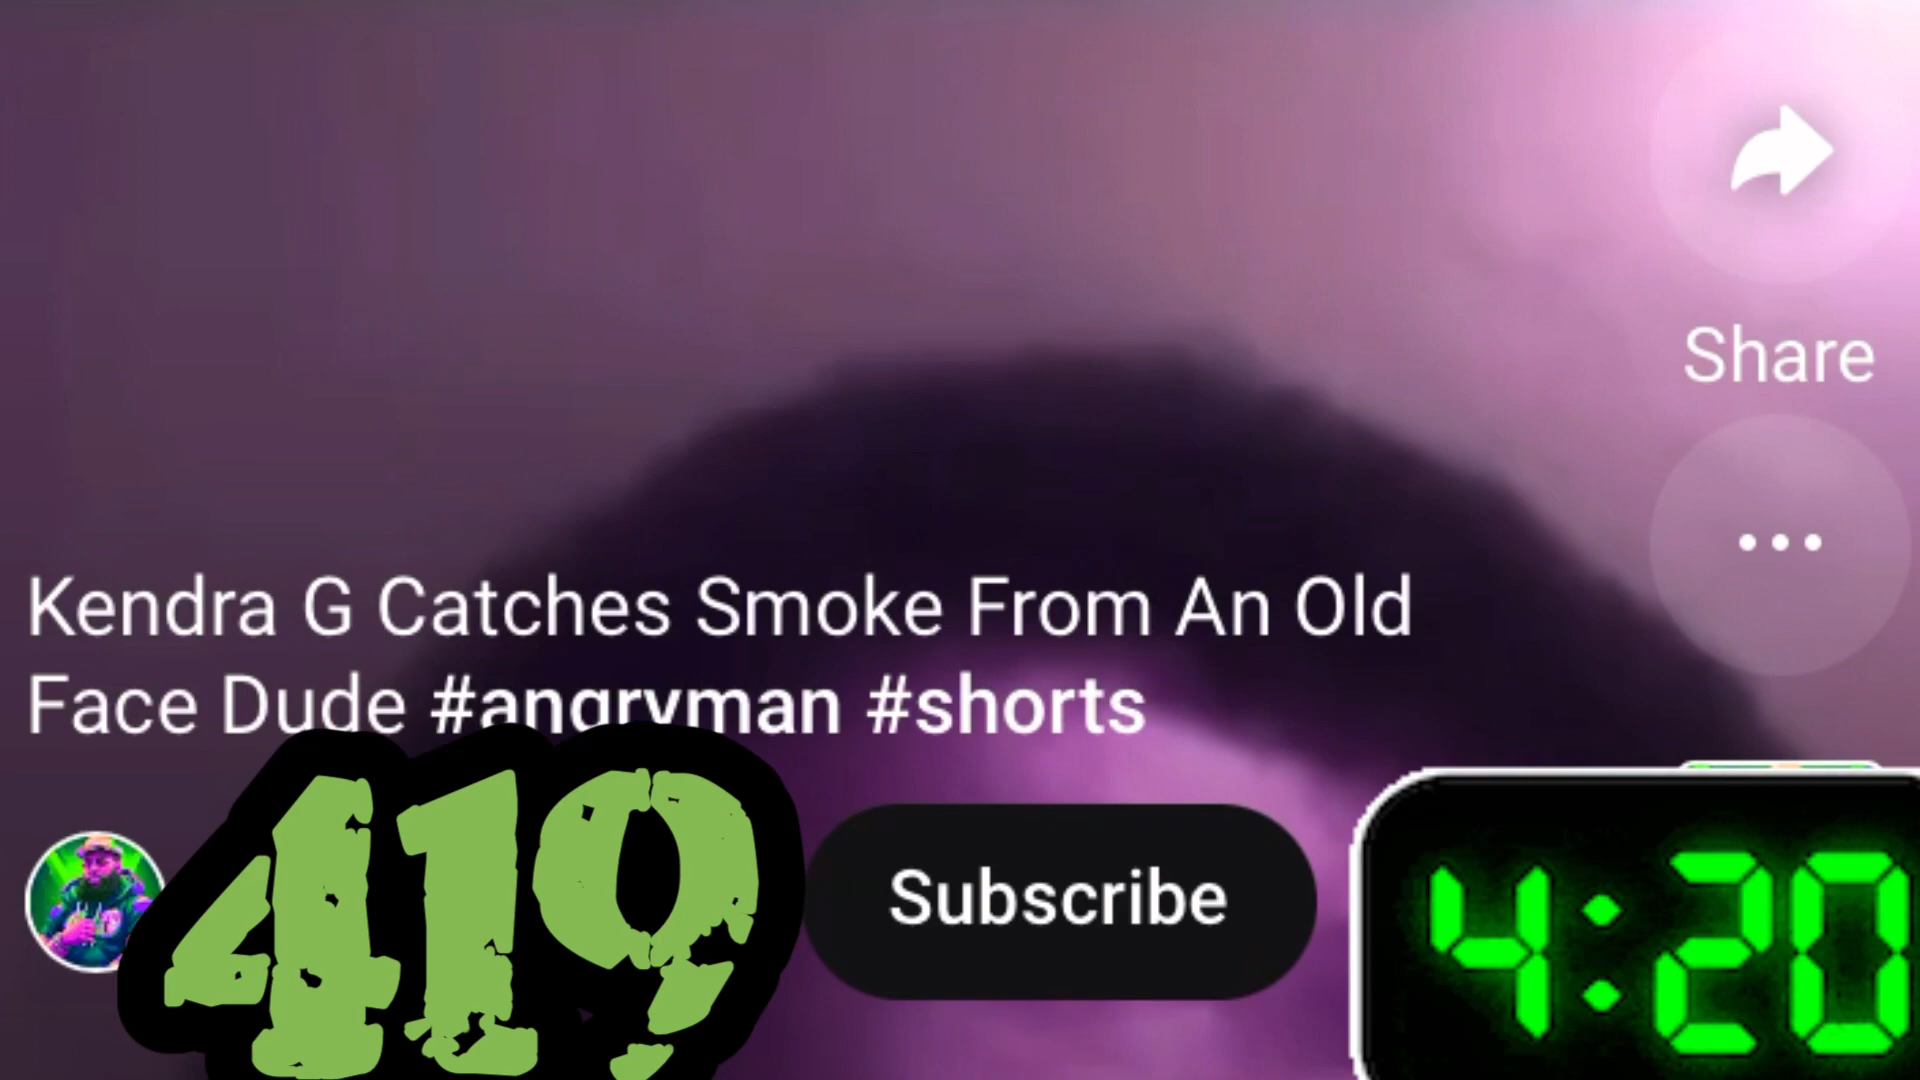 Share
Kendra G Catches Smoke From An Old
Face Dude #angryman #shorts
419
Subscribe
4:20